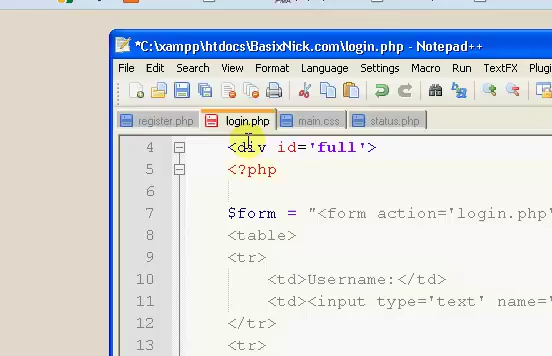 *C:\xampp\htdocs\BasixNick.com\login.php - Notepad++
File Edit Search View Format Language Settings Macro Run TextFX Plugi
register.php login.php main.css status.php
4 <div id='full'>
5 <?php
6
7 $form = "<form action='login.php'
8 <table>
9 <tr>
10 <td>Username:</td>
11 <td><input type='text' name=
12 </tr>
13 <tr>